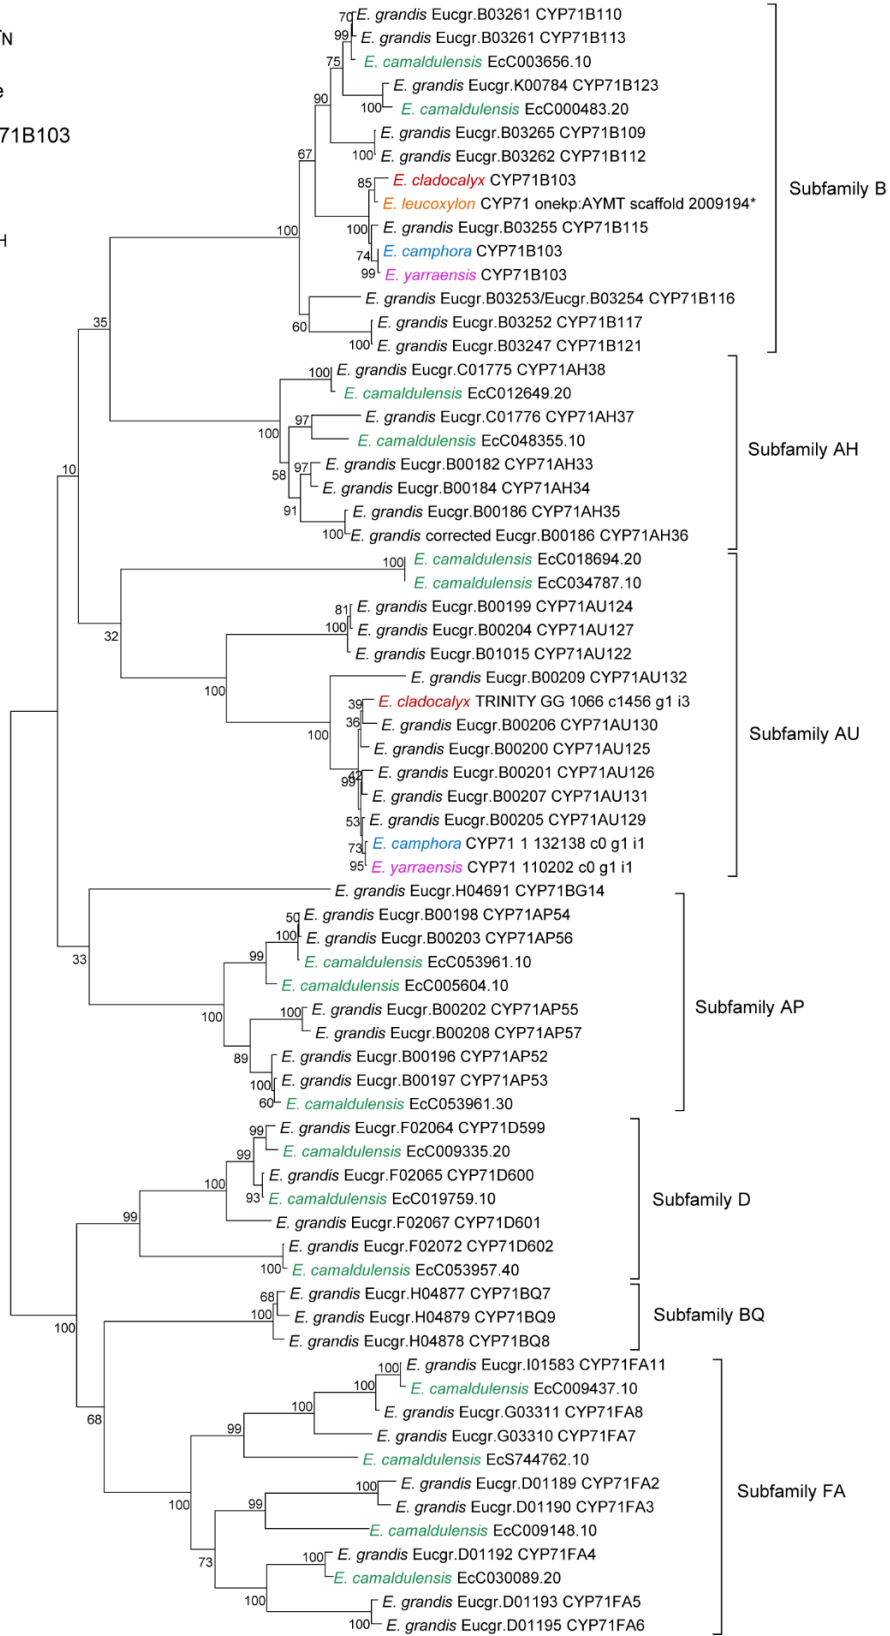 N
e
71B103
H
E. grandis Eucgr.B03261 CYP71B110
E. grandis Eucgr.B03261 CYP71B113
E. camaldulensis EcC003656.10
E. grandis Eucgr.K00784 CYP71B123
E. camaldulensis EcC000483.20
E. grandis Eucgr.B03265 CYP71B109
E. grandis Eucgr.B03262 CYP71B112
E. cladocalyx CYP71B103
E. leucoxylon CYP71 onekp:AYMT scaffold 2009194*
E. grandis Eucgr.B03255 CYP71B115
E. camphora CYP71B103
E. yarraensis CYP71B103
E. grandis Eucgr.B03253/Eucgr.B03254 CYP71B116
E. grandis Eucgr.B03252 CYP71B117
E. grandis Eucgr.B03247 CYP71B121
Subfamily B
70
99
75
100
90
100
67
85
100
74
99
100
60
100
35
E. grandis Eucgr.C01775 CYP71AH38
E. camaldulensis EcC012649.20
E. grandis Eucgr.C01776 CYP71AH37
E. camaldulensis EcC048355.10
E. grandis Eucgr.B00182 CYP71AH33
E. grandis Eucgr.B00184 CYP71AH34
E. grandis Eucgr.B00186 CYP71AH35
E. grandis corrected Eucgr.B00186 CYP71AH36
Subfamily AH
100
97
100
58
97
91
100
10
E. camaldulensis EcC018694.20
E. camaldulensis EcC034787.10
E. grandis Eucgr.B00199 CYP71AU124
E. grandis Eucgr.B00204 CYP71AU127
E. grandis Eucgr.B01015 CYP71AU122
E. grandis Eucgr.B00209 CYP71AU132
E. cladocalyx TRINITY GG 1066 c1456 g1 i3
E. grandis Eucgr.B00206 CYP71AU130
E. grandis Eucgr.B00200 CYP71AU125
E. grandis Eucgr.B00201 CYP71AU126
E. grandis Eucgr.B00207 CYP71AU131
E. grandis Eucgr.B00205 CYP71AU129
E. camphora CYP71 1 132138 c0 g1 i1
E. yarraensis CYP71 110202 c0 g1 i1
Subfamily AU
100
81
100
32
100
39
36
100
42
99
53
73
95
E. grandis Eucgr.H04691 CYP71BG14
E. grandis Eucgr.B00198 CYP71AP54
E. grandis Eucgr.B00203 CYP71AP56
E. camaldulensis EcC053961.10
E. camaldulensis EcC005604.10
E. grandis Eucgr.B00202 CYP71AP55
E. grandis Eucgr.B00208 CYP71AP57
E. grandis Eucgr.B00196 CYP71AP52
E. grandis Eucgr.B00197 CYP71AP53
E. camaldulensis EcC053961.30
Subfamily AP
50
100
99
33
100
100
89
100
60
E. grandis Eucgr.F02064 CYP71D599
E. camaldulensis EcC009335.20
E. grandis Eucgr.F02065 CYP71D600
E. camaldulensis EcC019759.10
E. grandis Eucgr.F02067 CYP71D601
E. grandis Eucgr.F02072 CYP71D602
E. camaldulensis EcC053957.40
Subfamily D
99
99
100
93
99
100
E. grandis Eucgr.H04877 CYP71BQ7
E. grandis Eucgr.H04879 CYP71BQ9
E. grandis Eucgr.H04878 CYP71BQ8
Subfamily BQ
68
100
100
E. grandis Eucgr.I01583 CYP71FA11
E. camaldulensis EcC009437.10
E. grandis Eucgr.G03311 CYP71FA8
E. grandis Eucgr.G03310 CYP71FA7
E. camaldulensis EcS744762.10
E. grandis Eucgr.D01189 CYP71FA2
E. grandis Eucgr.D01190 CYP71FA3
E. camaldulensis EcC009148.10
E. grandis Eucgr.D01192 CYP71FA4
E. camaldulensis EcC030089.20
E. grandis Eucgr.D01193 CYP71FA5
E. grandis Eucgr.D01195 CYP71FA6
Subfamily FA
100
100
100
99
68
100
100
99
73
100
100
100